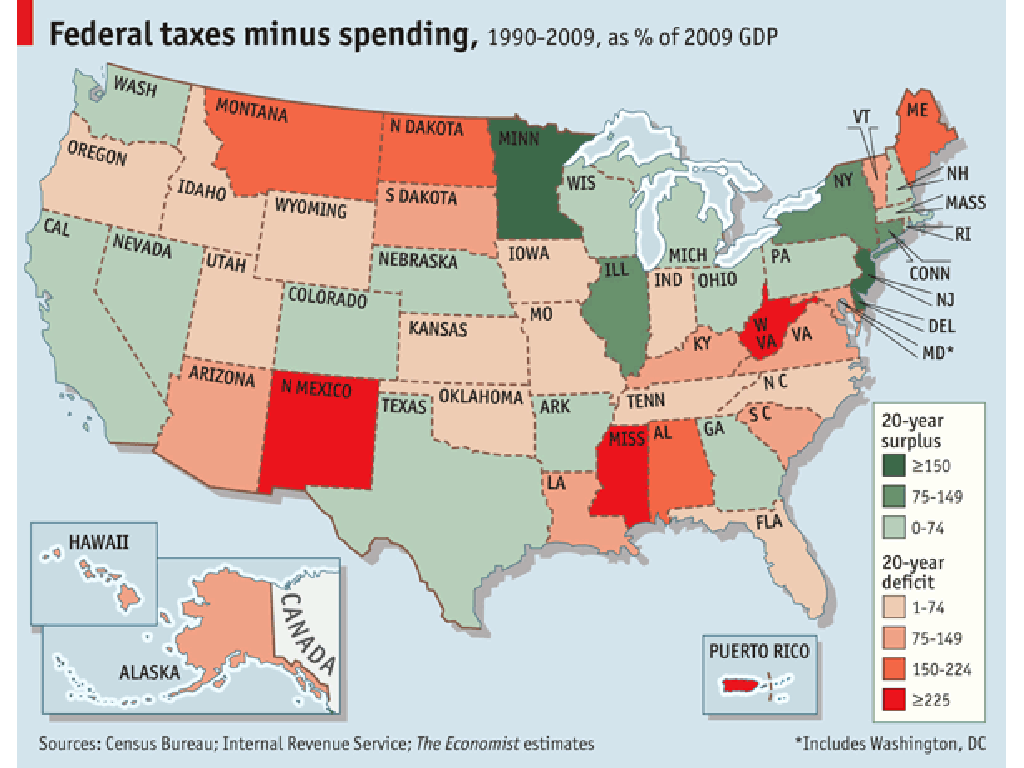 Federal taxes minus spending, 1990-2009, as % of 2009 GDP
WASH
MONTANA
N DAKOTA
MINN
VT
ME
OREGON
IDAHO
WYOMING
S DAKOTA
WIS
NY
NH
MASS
RI
CAL
NEVADA
UTAH
NEBRASKA
IOWA
ILL
MICH
PA
CONN
COLORADO
IND
OHIO
NJ
KANSAS
MO
W
VA
VA
DEL
KY
MD*
ARIZONA
N MEXICO
TEXAS
OKLAHOMA
ARK
TENN
N C
S C
MISS
AL
GA
LA
FLA
20-year
surplus
≥150
75-149
0-74
20-year
deficit
1-74
75-149
150-224
≥225
HAWAII
CANADA
ALASKA
PUERTO RICO
Sources: Census Bureau; Internal Revenue Service; The Economist estimates
*Includes Washington, DC